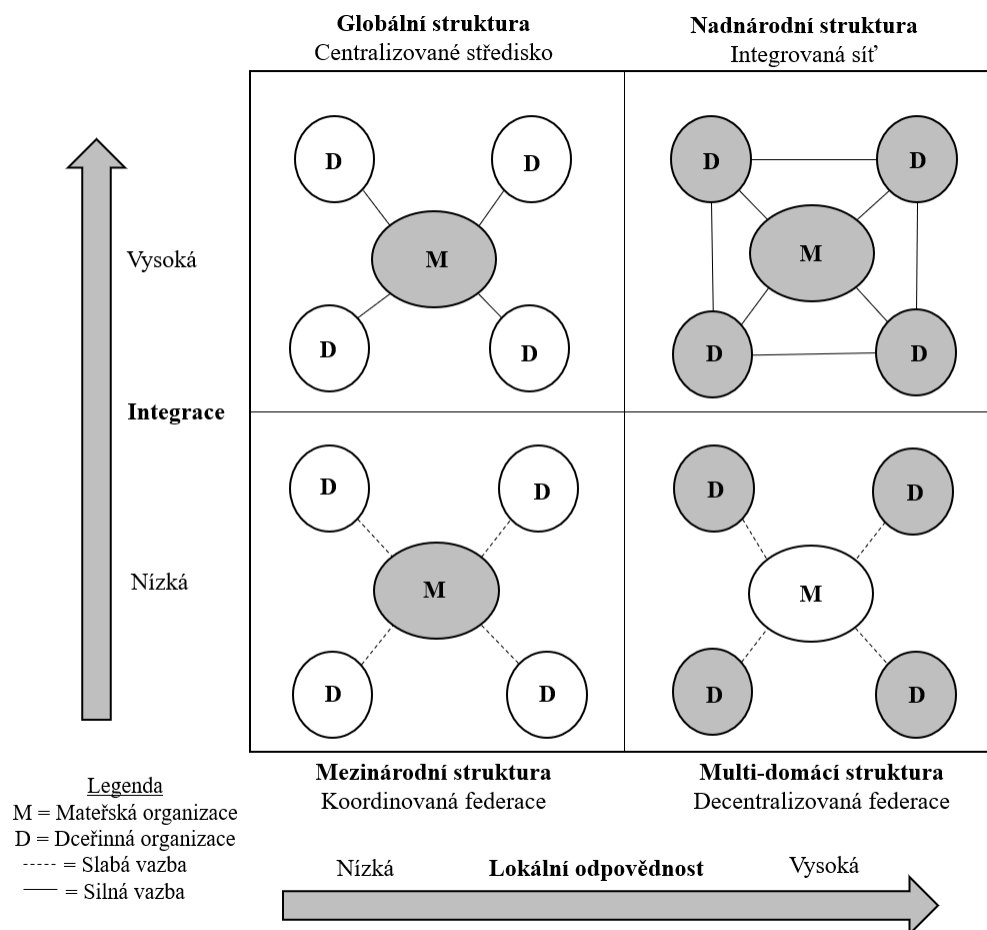 Globální struktura
Centralizované středisko
Nadnárodní struktura
Integrovaná síť
D
D
M
D
D
D
D
M
D
D
Vysoká
Integrace
Nízká
D
D
M
D
D
D
D
M
D
D
Mezinárodní struktura
Koordinovaná federace
Multi-domácí struktura
Decentralizovaná federace
Legenda
M = Mateřská organizace
D = Dceřinná organizace
----- = Slabá vazba
—— = Silná vazba
Nízká
Lokální odpovědnost
Vysoká